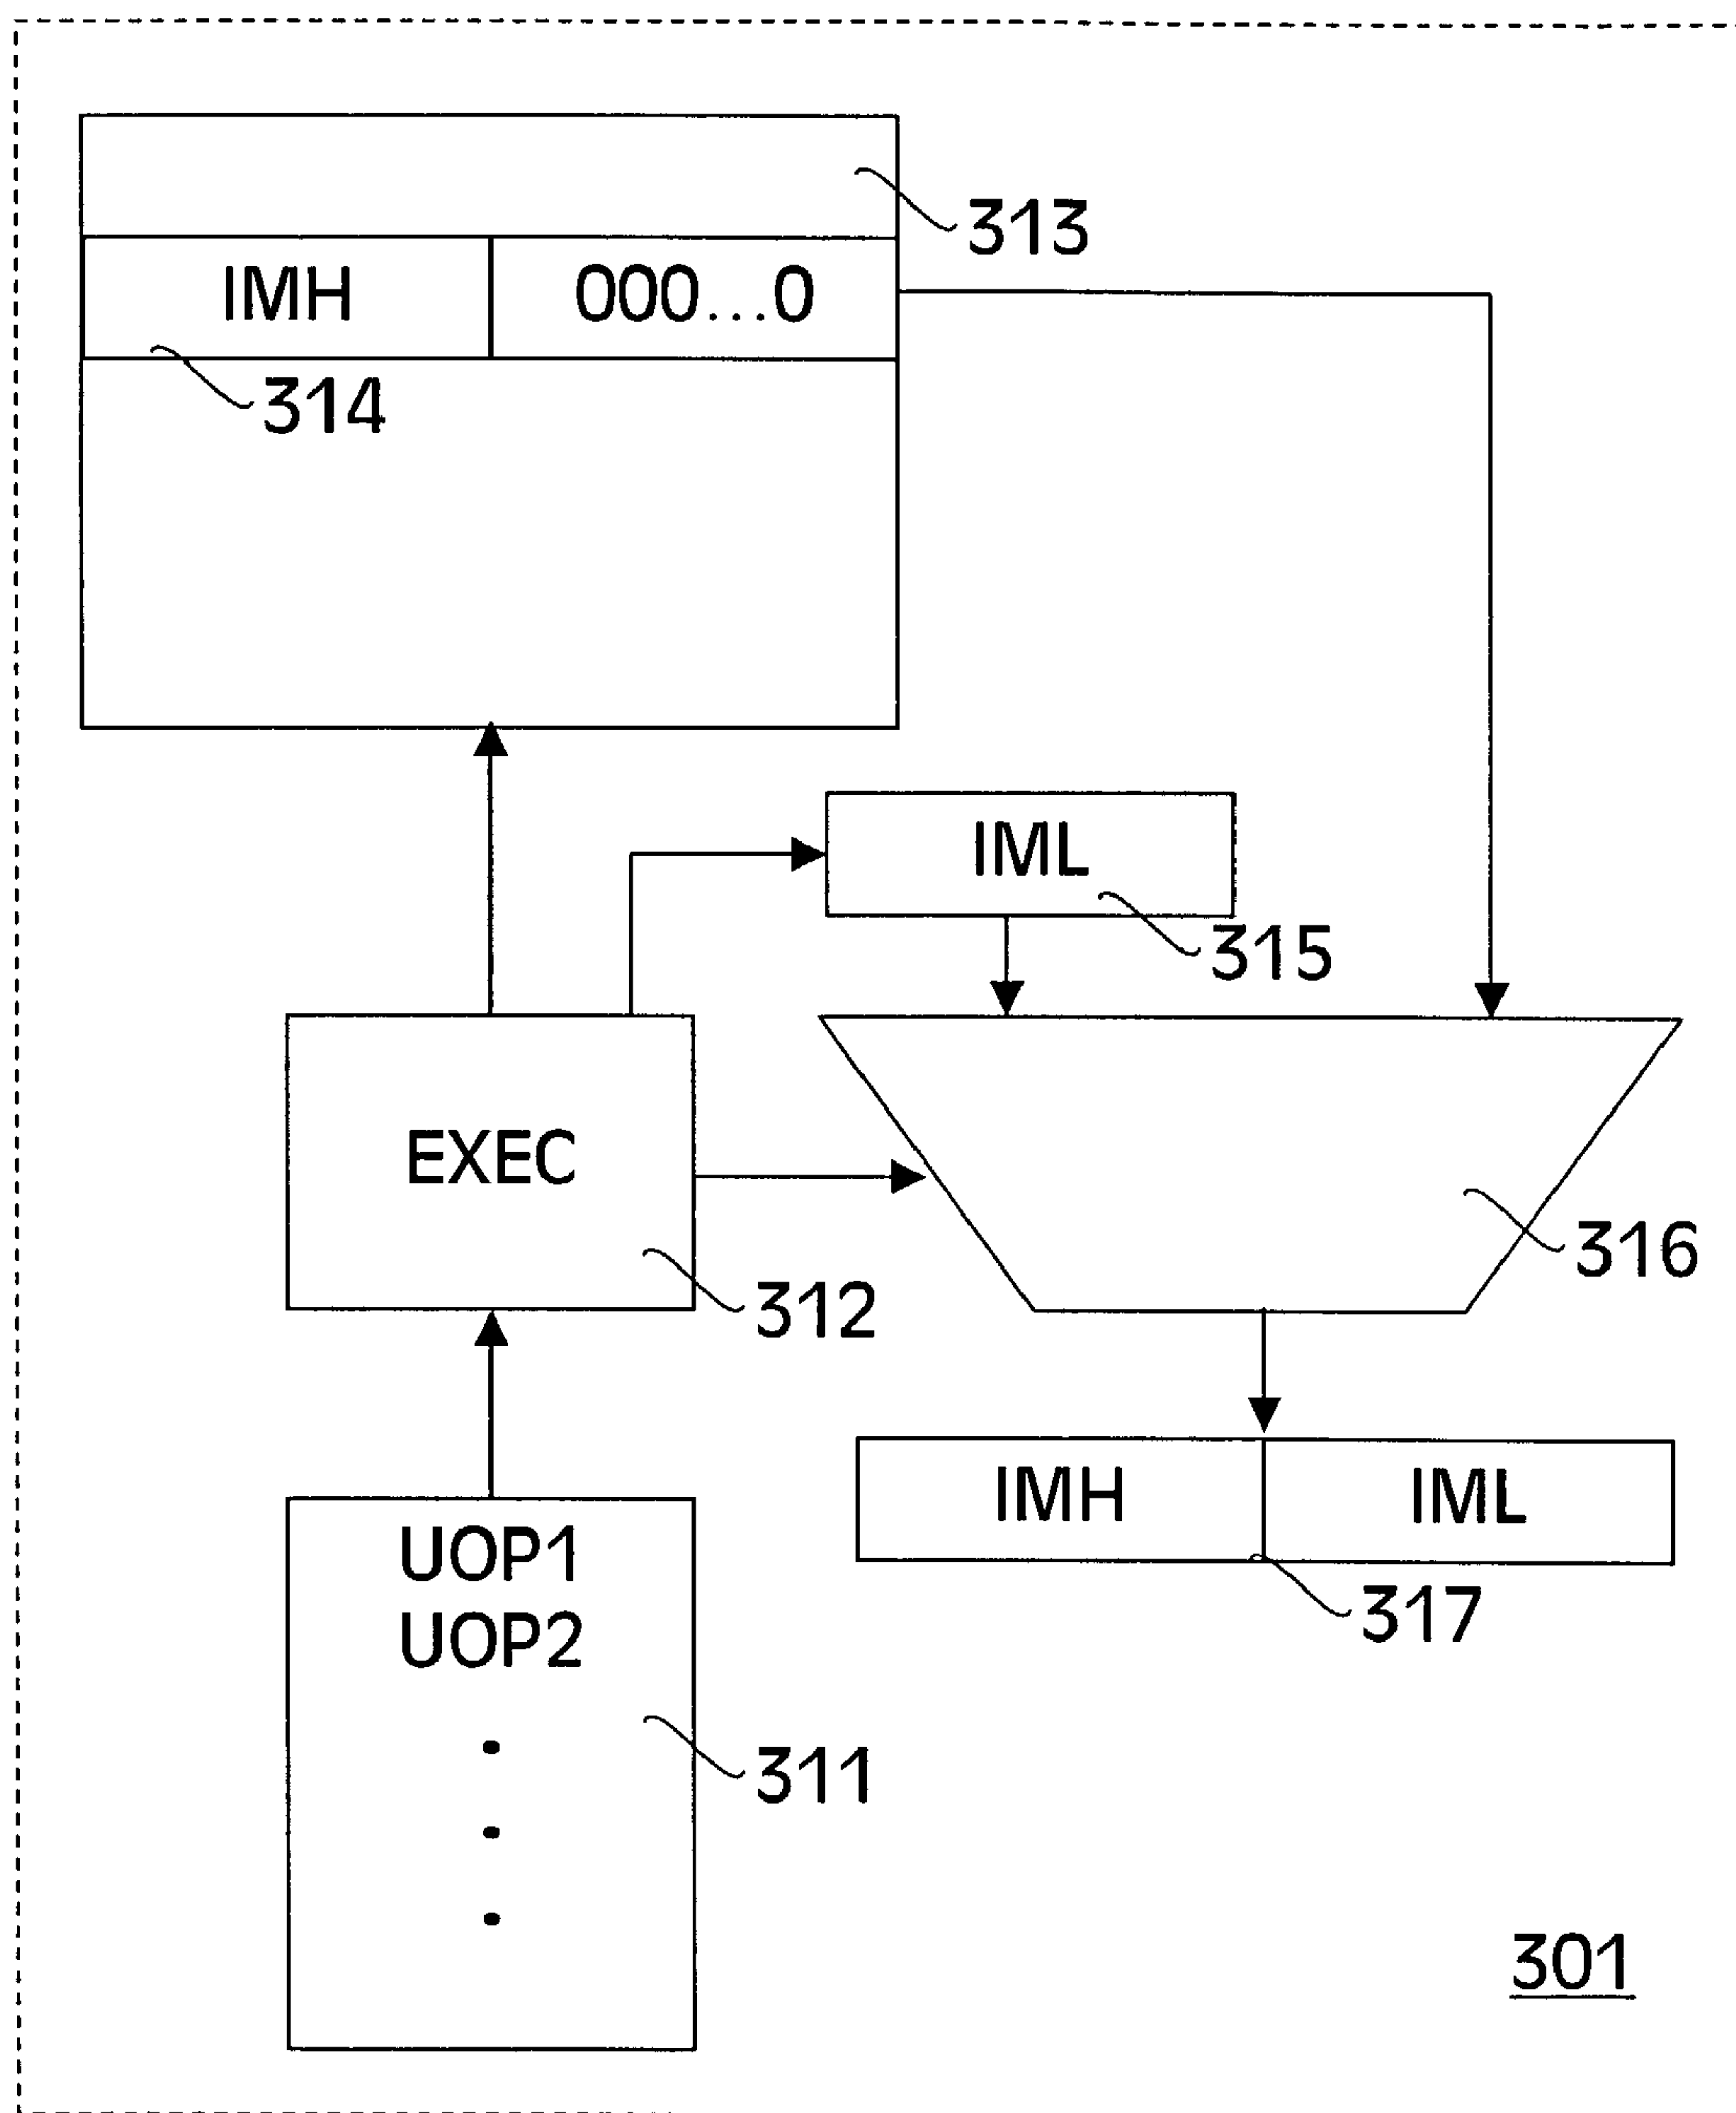 313
IMH 000...0
314
IML
315
EXEC
316
312
IMH IML
UOP1
317
UOP2
311
301